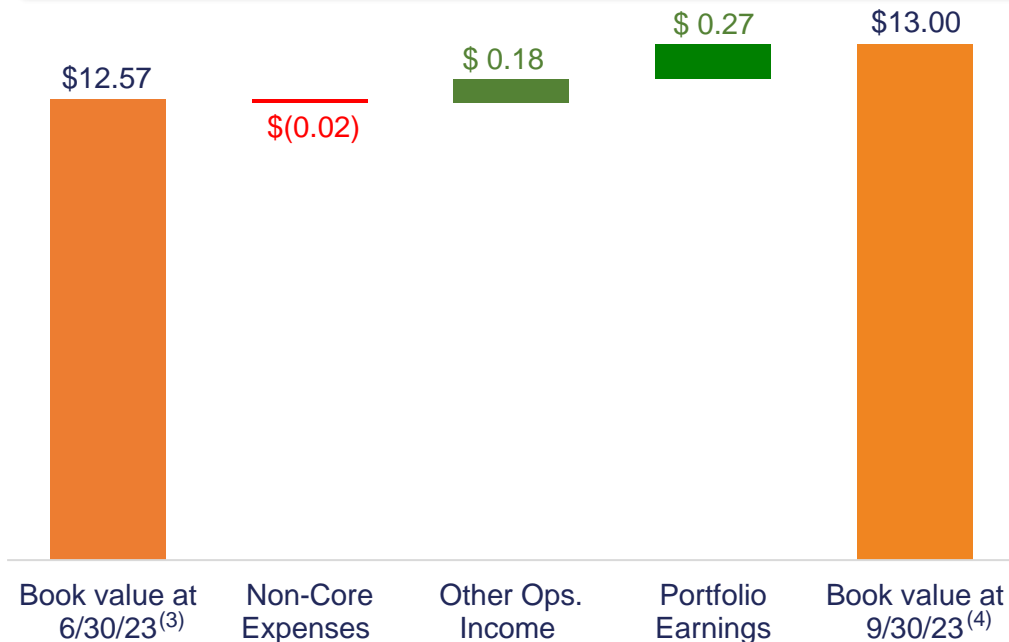 $12.57
$(0.02)
$ 0.18
$ 0.27
$13.00
Book value at
6/30/23(3)
Non-Core
Expenses
Other Ops.
Income
Portfolio
Earnings
Book value at
9/30/23(4)